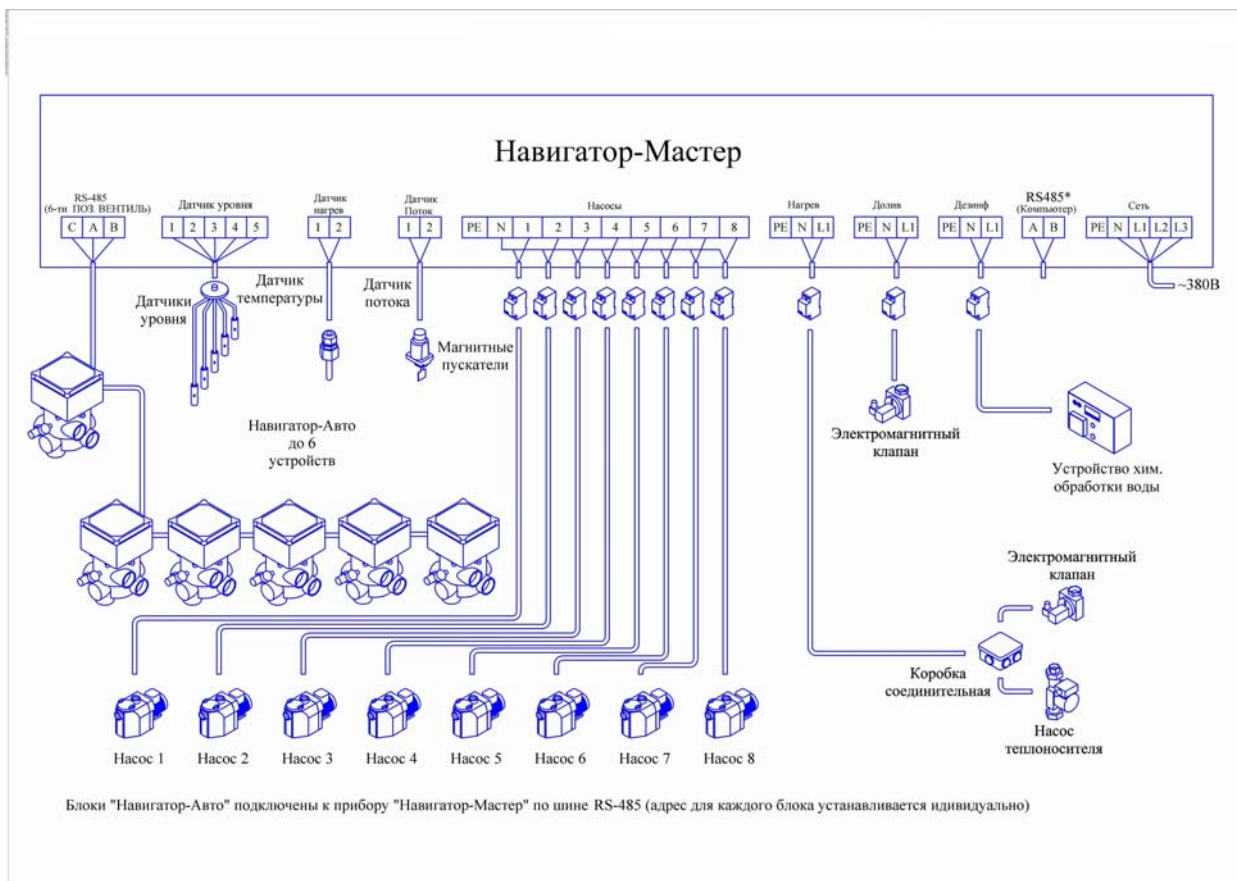 Навигатор-Мастер
RS-485
(6-ти ПОЗ. ВЕНТИЛЬ)
C A B
Датчик уровня
1 2 3 4 5
Датчик
нагрев
1 2
Датчик
Поток
1 2
Насосы
PE N 1 2 3 4 5 6 7 8
Нагрев
PE N L1
Долив
PE N L1
Дезинф
PE N L1
RS485*
(Компьютер)
A B
Сеть
PE N L1 L2 L3
~380В
Датчики
уровня
Датчик
температуры
Датчик
потока
Магнитные
пускатели
Навигатор-Авто
до 6
устройств
Электромагнитный
клапан
Устройство хим.
обработки воды
Электромагнитный
клапан
Коробка
соединительная
Насос
теплоносителя
Насос 1 Насос 2 Насос 3 Насос 4 Насос 5 Насос 6 Насос 7 Насос 8
Блоки "Навигатор-Авто" подключены к прибору "Навигатор-Мастер" по шине RS-485 (адрес для каждого блока устанавливается идивидуально)